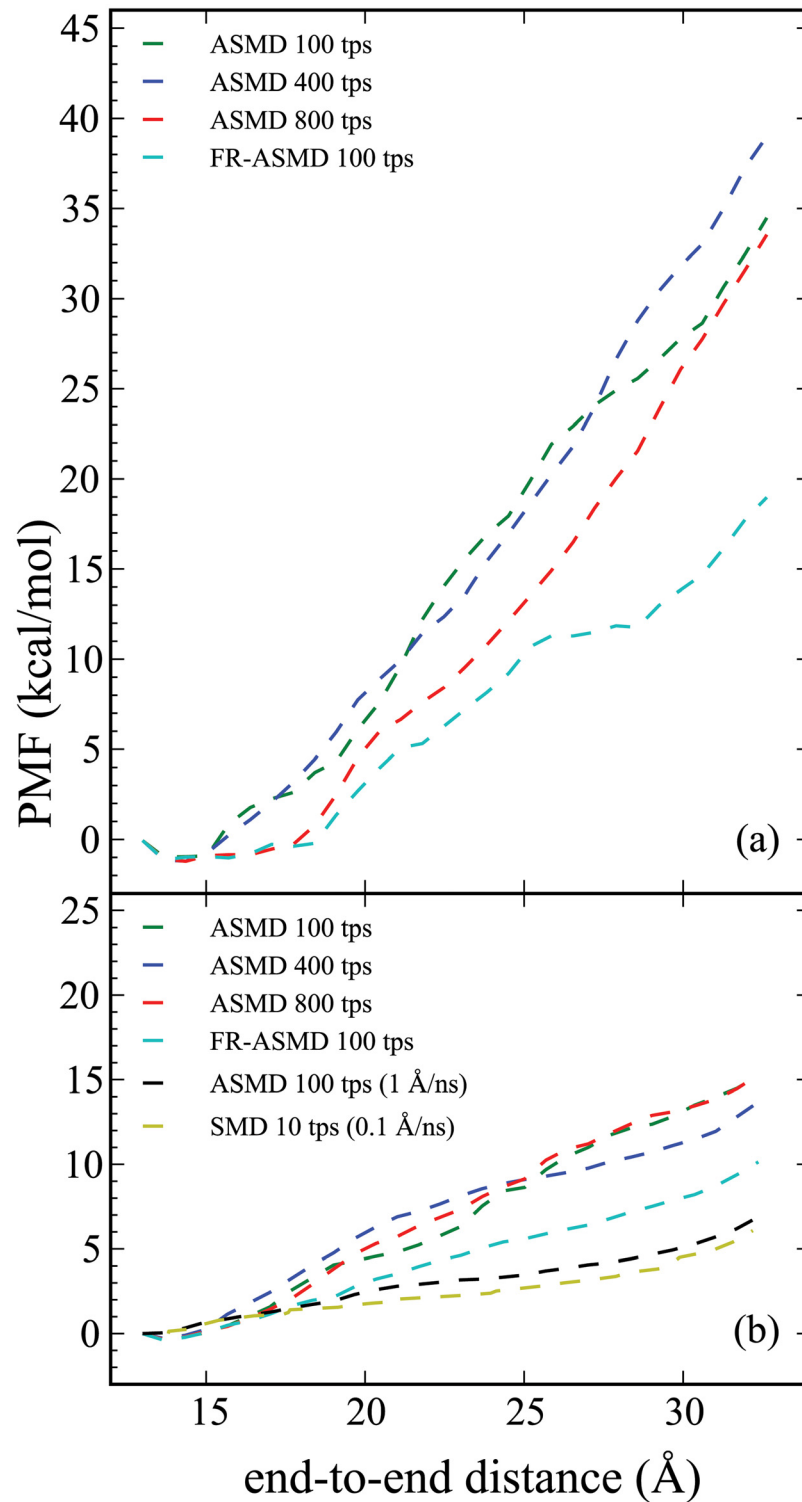 45
40
35
30
25
20
15
10
5
0
ASMD 100 tps
ASMD 400 tps
ASMD 800 tps
FR-ASMD 100 tps
(a)
PMF (kcal/mol)
25
20
15
10
5
0
ASMD 100 tps
ASMD 400 tps
ASMD 800 tps
FR-ASMD 100 tps
ASMD 100 tps (1 Å/ns)
SMD 10 tps (0.1 Å/ns)
(b)
15 20 25 30
end-to-end distance (Å)